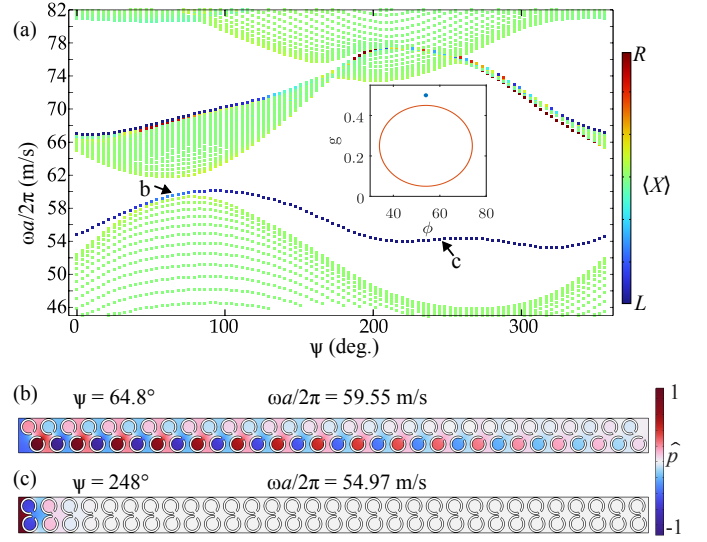 (a)
82
78
74
70
66
62
58
54
50
46
ωa/2π (m/s)
0
100
200
300
ψ (deg.)
b
c
g
0.4
0.2
0
40
60
80
ϕ
R
⟨X⟩
L
(b) ψ = 64.8° ωa/2π = 59.55 m/s
(c) ψ = 248° ωa/2π = 54.97 m/s
1
p̂
-1